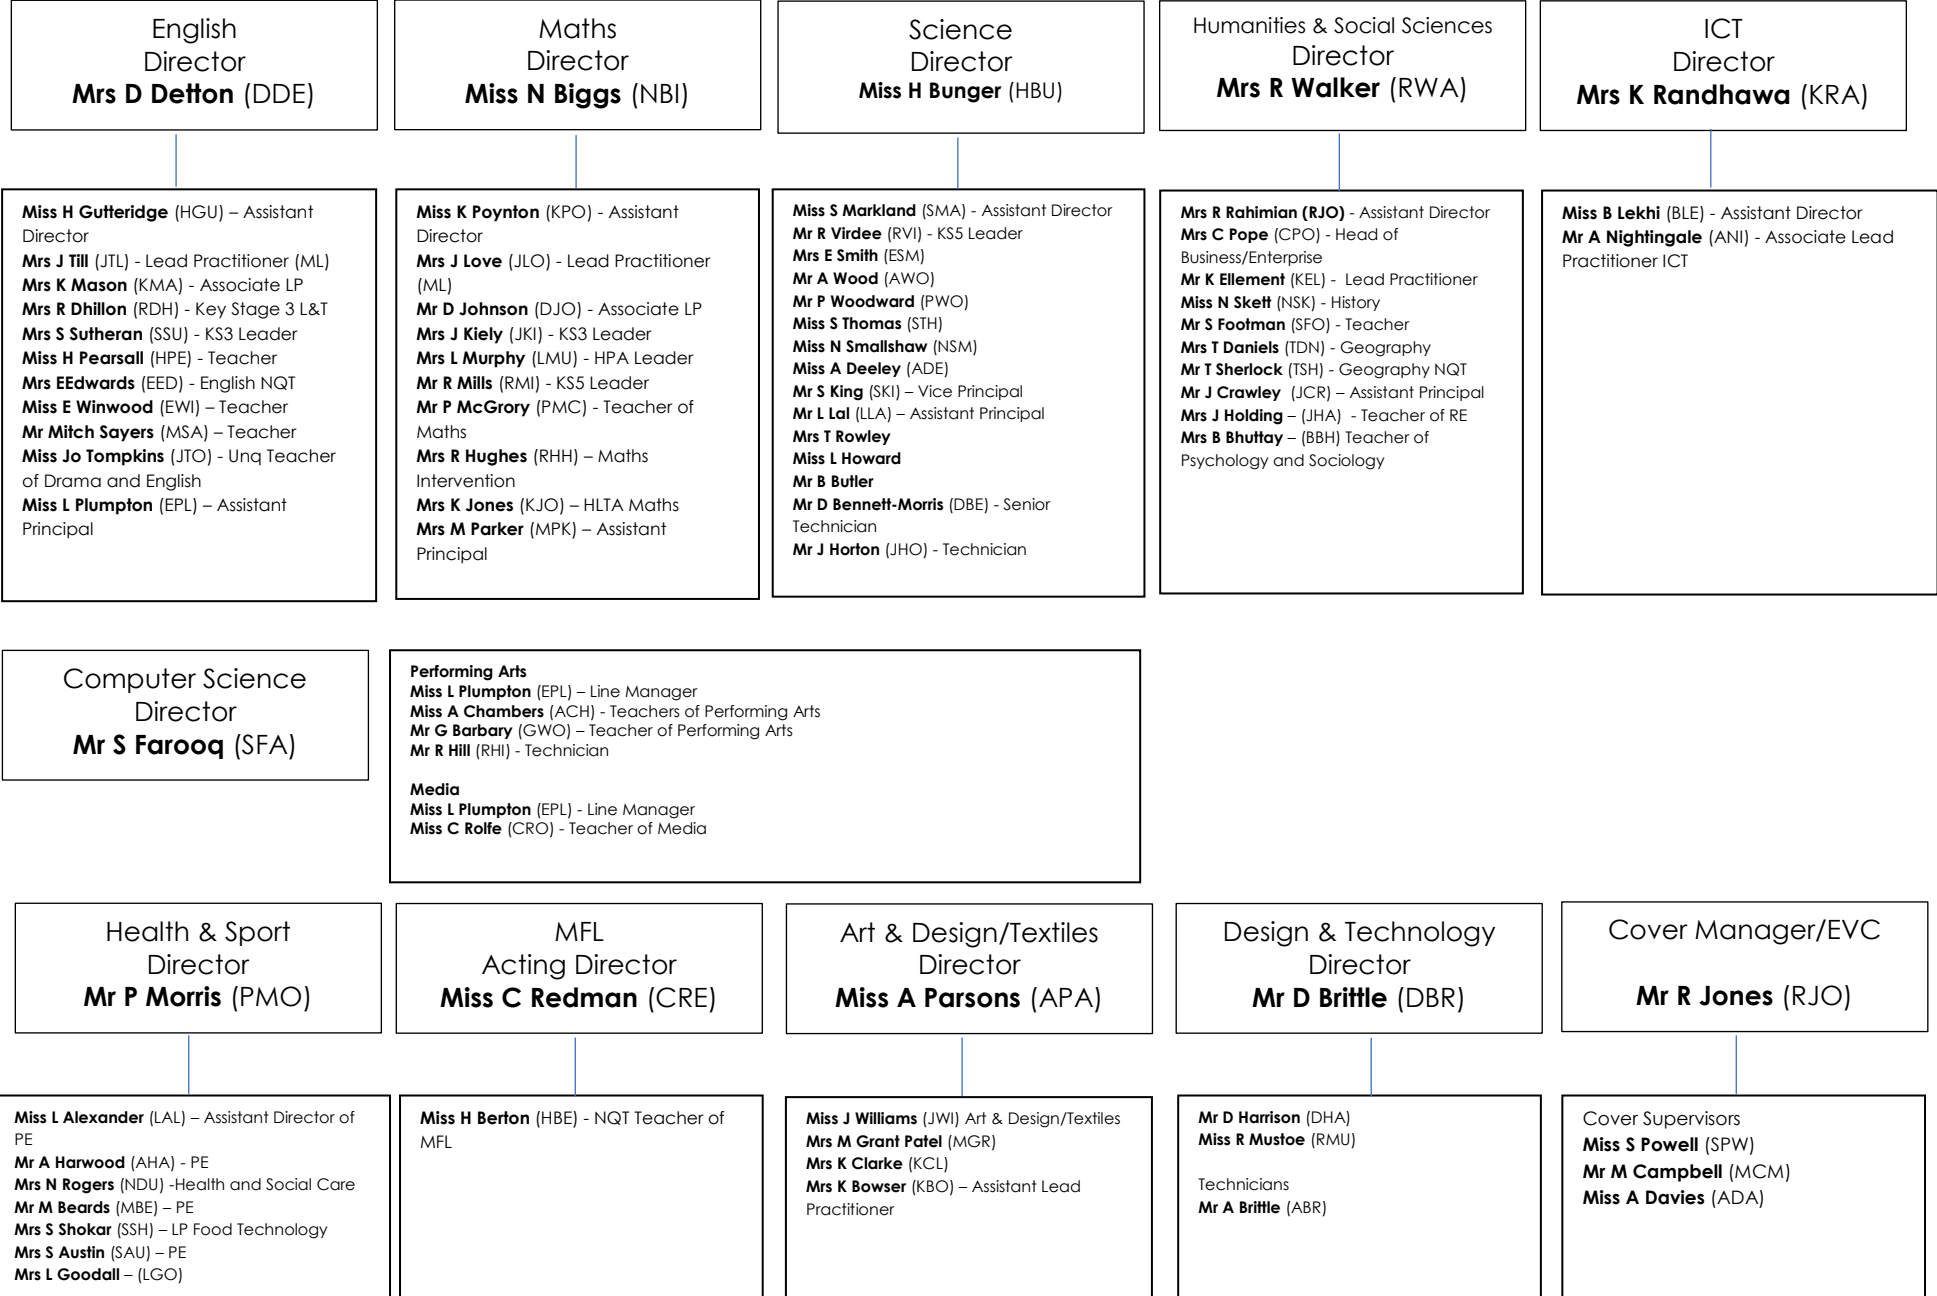 English
Director
Mrs D Detton (DDE)
Maths
Director
Miss N Biggs (NBI)
Science
Director
Miss H Bunger (HBU)
Humanities & Social Sciences
Director
Mrs R Walker (RWA)
ICT
Director
Mrs K Randhawa (KRA)
Miss H Gutteridge (HGU) – Assistant
Director
Mrs J Till (JTL) - Lead Practitioner (ML)
Mrs K Mason (KMA) - Associate LP
Mrs R Dhillon (RDH) - Key Stage 3 L&T
Mrs S Sutheran (SSU) - KS3 Leader
Miss H Pearsall (HPE) - Teacher
Mrs EEdwards (EED) - English NQT
Miss E Winwood (EWI) – Teacher
Mr Mitch Sayers (MSA) – Teacher
Miss Jo Tompkins (JTO) - Unq Teacher
of Drama and English
Miss L Plumpton (EPL) – Assistant
Principal
Miss K Poynton (KPO) - Assistant
Director
Mrs J Love (JLO) - Lead Practitioner
(ML)
Mr D Johnson (DJO) - Associate LP
Mrs J Kiely (JKI) - KS3 Leader
Mrs L Murphy (LMU) - HPA Leader
Mr R Mills (RMI) - KS5 Leader
Mr P McGrory (PMC) - Teacher of
Maths
Mrs R Hughes (RHH) – Maths
Intervention
Mrs K Jones (KJO) – HLTA Maths
Mrs M Parker (MPK) – Assistant
Principal
Miss S Markland (SMA) - Assistant Director
Mr R Virdee (RVI) - KS5 Leader
Mrs E Smith (ESM)
Mr A Wood (AWO)
Mr P Woodward (PWO)
Miss S Thomas (STH)
Miss N Smallshaw (NSM)
Miss A Deeley (ADE)
Mr S King (SKI) – Vice Principal
Mr L Lal (LLA) – Assistant Principal
Mrs T Rowley
Miss L Howard
Mr B Butler
Mr D Bennett-Morris (DBE) - Senior
Technician
Mr J Horton (JHO) - Technician
Mrs R Rahimian (RJO) - Assistant Director
Mrs C Pope (CPO) - Head of
Business/Enterprise
Mr K Ellement (KEL) - Lead Practitioner
Miss N Skett (NSK) - History
Mr S Footman (SFO) - Teacher
Mrs T Daniels (TDN) - Geography
Mr T Sherlock (TSH) - Geography NQT
Mr J Crawley (JCR) – Assistant Principal
Mrs J Holding – (JHA) - Teacher of RE
Mrs B Bhuttay – (BBH) Teacher of
Psychology and Sociology
Miss B Lekhi (BLE) - Assistant Director
Mr A Nightingale (ANI) - Associate Lead
Practitioner ICT
Computer Science
Director
Mr S Farooq (SFA)
Performing Arts
Miss L Plumpton (EPL) – Line Manager
Miss A Chambers (ACH) - Teachers of Performing Arts
Mr G Barbary (GWO) – Teacher of Performing Arts
Mr R Hill (RHI) - Technician
Media
Miss L Plumpton (EPL) - Line Manager
Miss C Rolfe (CRO) - Teacher of Media
Health & Sport
Director
Mr P Morris (PMO)
MFL
Acting Director
Miss C Redman (CRE)
Art & Design/Textiles
Director
Miss A Parsons (APA)
Design & Technology
Director
Mr D Brittle (DBR)
Cover Manager/EVC
Mr R Jones (RJO)
Miss L Alexander (LAL) – Assistant Director of
PE
Mr A Harwood (AHA) - PE
Mrs N Rogers (NDU) -Health and Social Care
Mr M Beards (MBE) – PE
Mrs S Shokar (SSH) – LP Food Technology
Mrs S Austin (SAU) – PE
Mrs L Goodall – (LGO)
Miss H Berton (HBE) - NQT Teacher of
MFL
Miss J Williams (JWI) Art & Design/Textiles
Mrs M Grant Patel (MGR)
Mrs K Clarke (KCL)
Mrs K Bowser (KBO) – Assistant Lead
Practitioner
Mr D Harrison (DHA)
Miss R Mustoe (RMU)
Technicians
Mr A Brittle (ABR)
Cover Supervisors
Miss S Powell (SPW)
Mr M Campbell (MCM)
Miss A Davies (ADA)